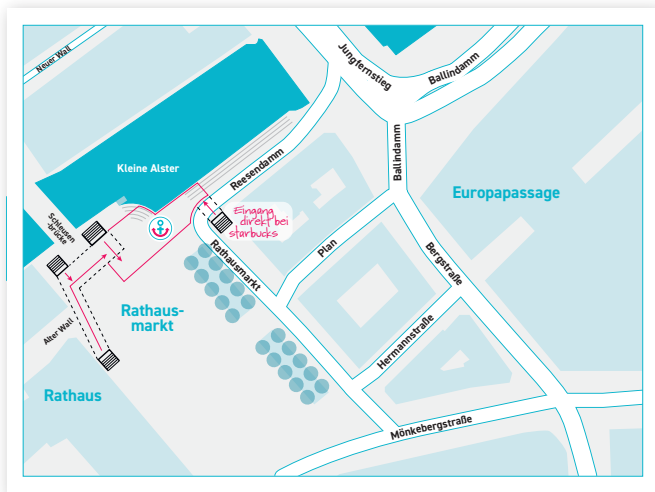 Neuer Wall
Jungfernstieg
Ballindamm
Kleine Alster
Reesendamm
Ballindamm
Europapassage
Schleusen
-brücke
Eingang
direkt bei
starbucks
Rathausmarkt
Plan
Bergstraße
Rathaus-
markt
Alter Wall
Hermannstraße
Rathaus
Mönkebergstraße